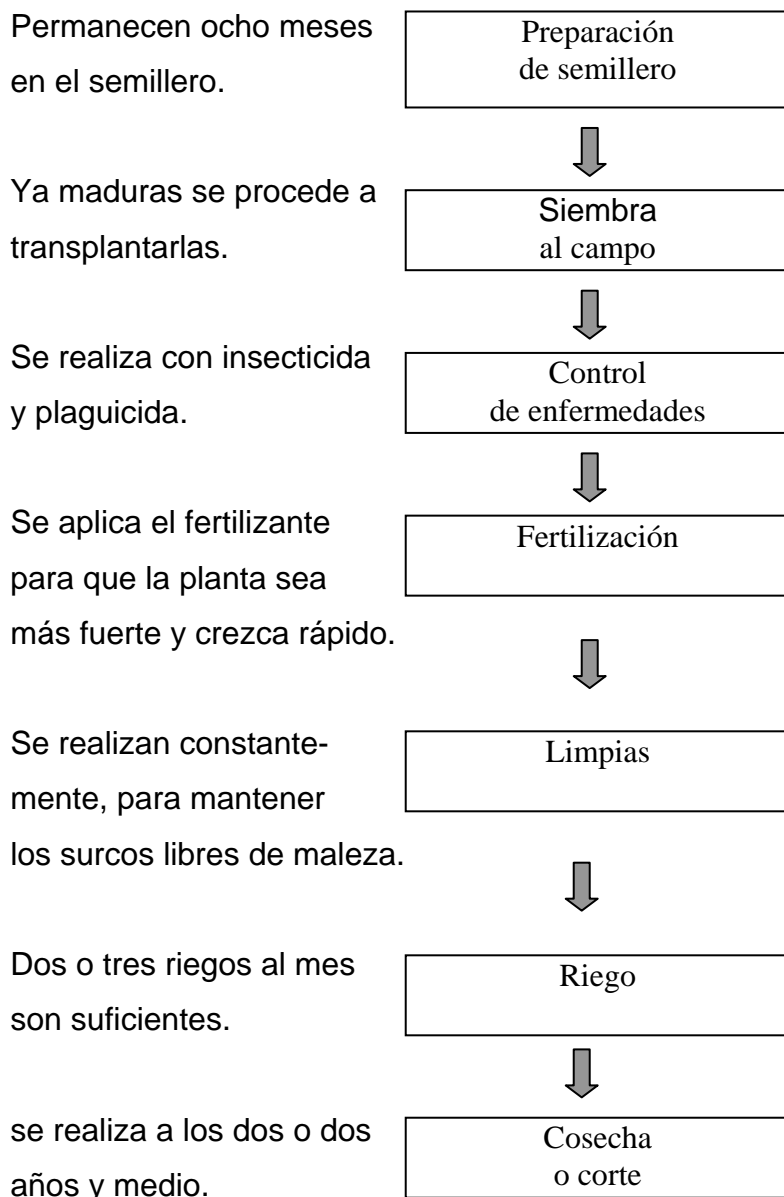 Permanecen ocho meses
en el semillero.
Preparación
de semillero
Ya maduras se procede a
transplantarlas.
Siembra
al campo
Se realiza con insecticida
y plaguicida.
Control
de enfermedades
Se aplica el fertilizante
para que la planta sea
más fuerte y crezca rápido.
Fertilización
Se realizan constante-
mente, para mantener
los surcos libres de maleza.
Limpias
Dos o tres riegos al mes
son suficientes.
Riego
se realiza a los dos o dos
años y medio.
Cosecha
o corte